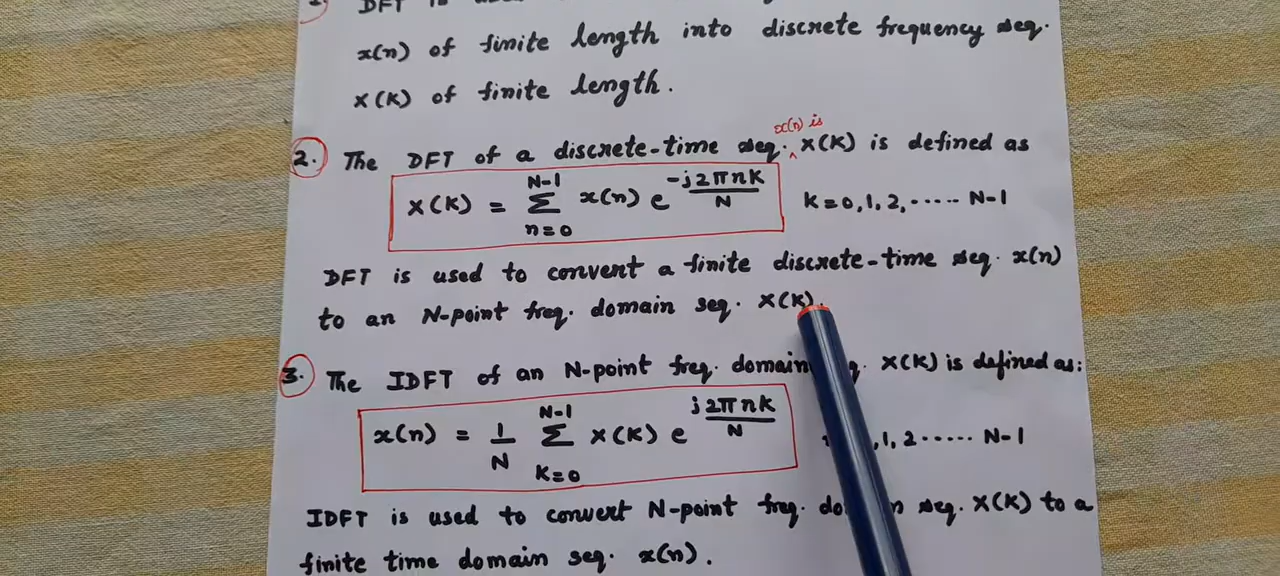 DFT is
x(n) of finite length into discrete frequency seq.
X(K) of finite length.
2. The DFT of a discrete-time seq. x(n) is X(K) is defined as
X(K) = N-1 Σ n=0 x(n) e -j2πnk/N k=0,1,2,..... N-1
DFT is used to convert a finite discrete-time seq. x(n)
to an N-point freq. domain seq. X(K).
3. The IDFT of an N-point freq. domain X(K) is defined as:
x(n) = 1/N N-1 Σ k=0 X(K) e j2πnk/N ,1,2..... N-1
IDFT is used to convert N-point freq. seq. X(K) to a
finite time domain seq. x(n).